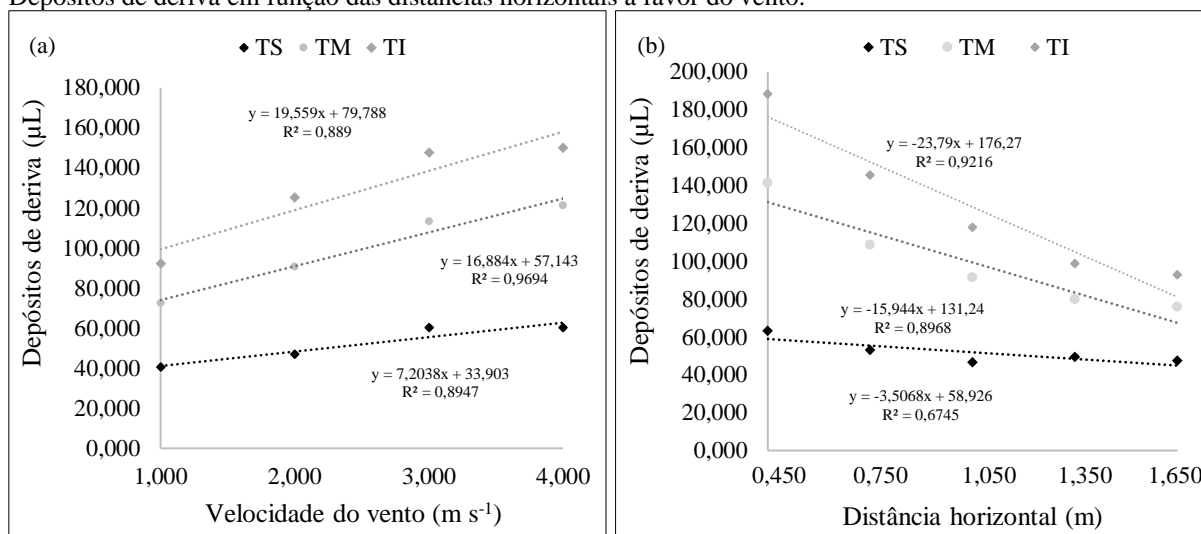 Depósitos de deriva em função das distâncias horizontais a favor do vento.
(a)
TS TM TI
Depósitos de deriva (µL)
180,000
160,000
140,000
120,000
100,000
80,000
60,000
40,000
20,000
0,000
y = 19,559x + 79,788
R² = 0,889
y = 16,884x + 57,143
R² = 0,9694
y = 7,2038x + 33,903
R² = 0,8947
1,000 2,000 3,000 4,000
Velocidade do vento (m s-1)
(b)
TS TM TI
Depósitos de deriva (µL)
200,000
180,000
160,000
140,000
120,000
100,000
80,000
60,000
40,000
20,000
0,000
y = -23,79x + 176,27
R² = 0,9216
y = -15,944x + 131,24
R² = 0,8968
y = -3,5068x + 58,926
R² = 0,6745
0,450 0,750 1,050 1,350 1,650
Distância horizontal (m)